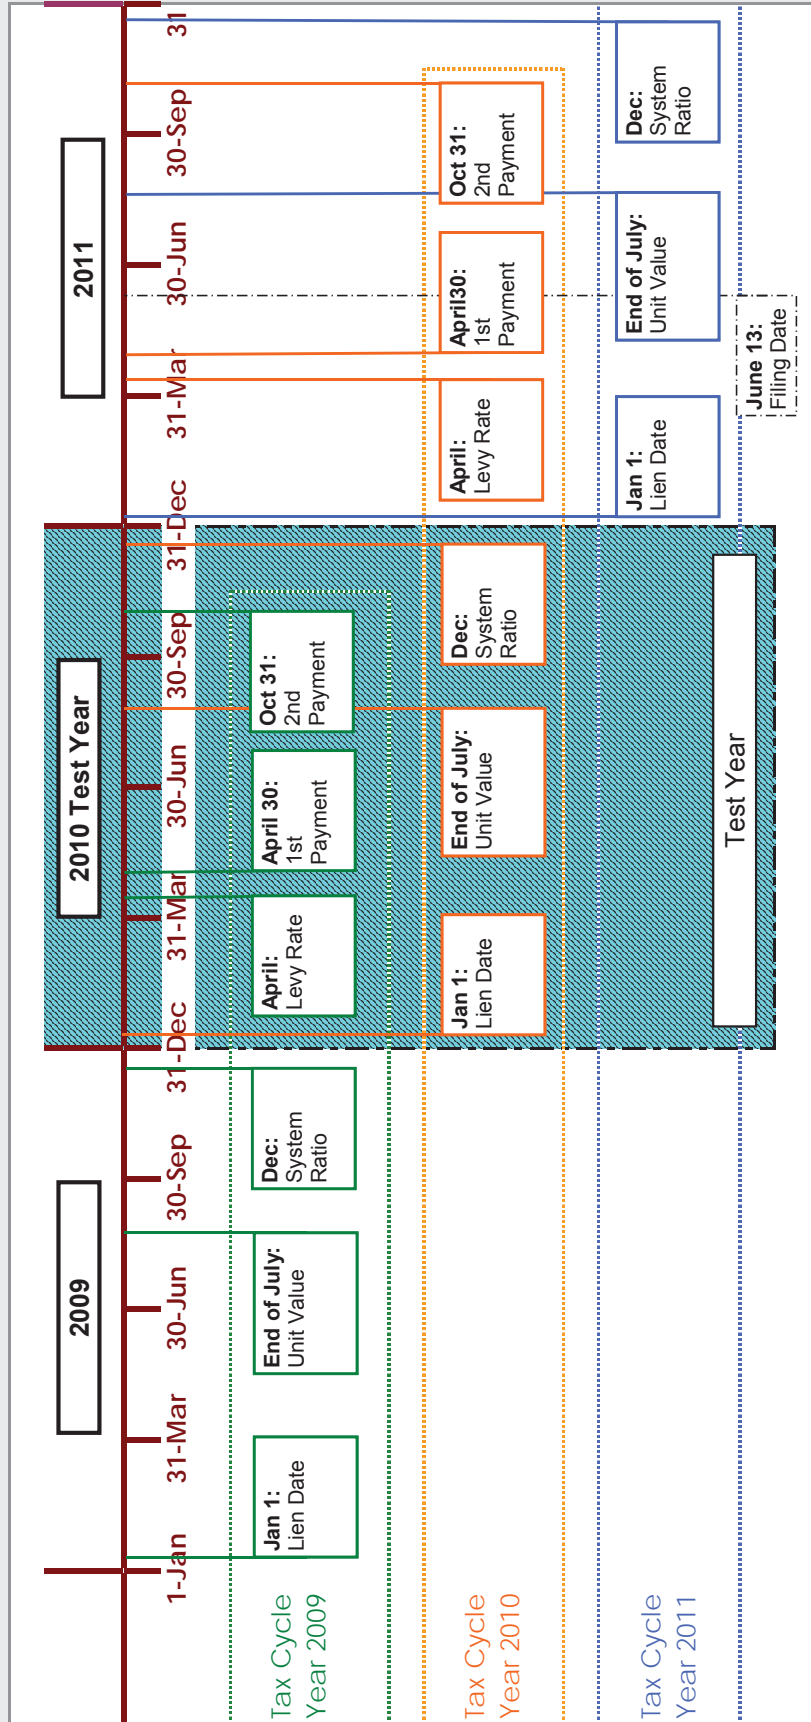 2009
2010 Test Year
2011
1-Jan
31-Mar
30-Jun
30-Sep
31-Dec
31-Mar
30-Jun
30-Sep
31-Dec
31-Mar
30-Jun
30-Sep
31
Tax Cycle
Year 2009
Jan 1:
Lien Date
End of July:
Unit Value
Dec:
System
Ratio
April:
Levy Rate
April 30:
1st
Payment
Oct 31:
2nd
Payment
Tax Cycle
Year 2010
Jan 1:
Lien Date
End of July:
Unit Value
Dec:
System
Ratio
April:
Levy Rate
April30:
1st
Payment
Oct 31:
2nd
Payment
Tax Cycle
Year 2011
Jan 1:
Lien Date
End of July:
Unit Value
Dec:
System
Ratio
Test Year
June 13:
Filing Date